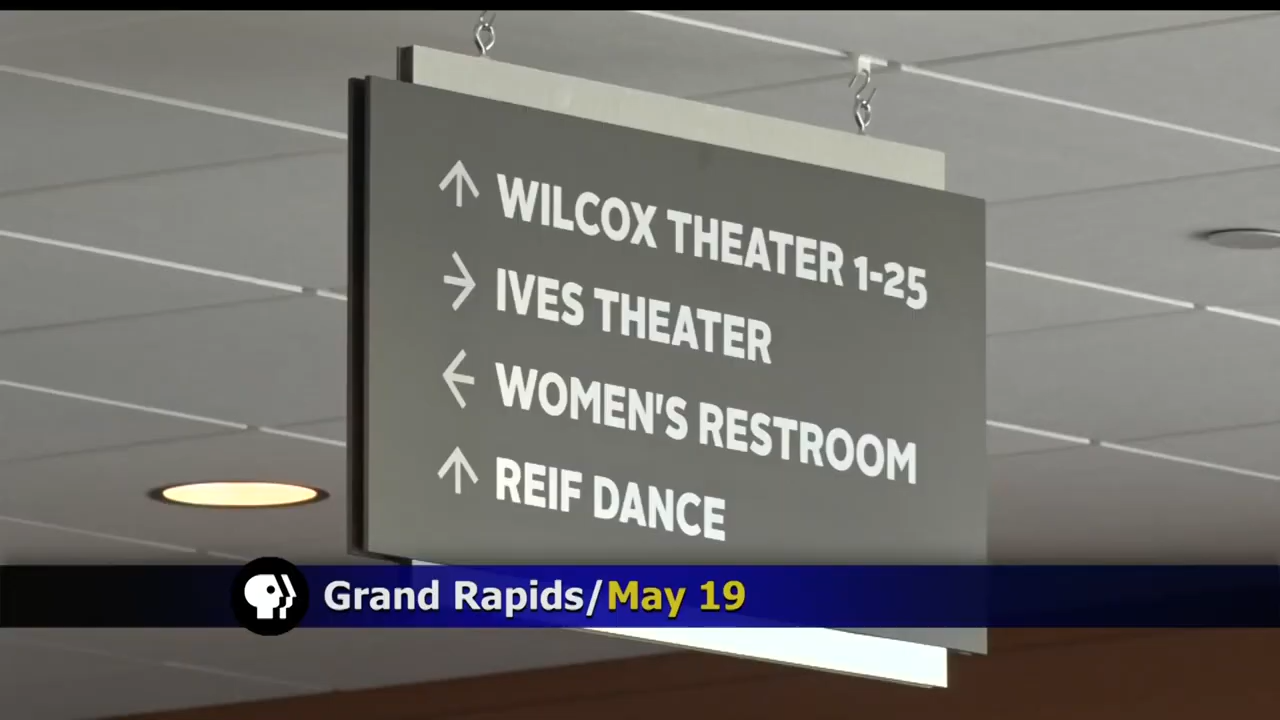 WILCOX THEATER 1-25
IVES THEATER
WOMEN'S RESTROOM
REIF DANCE
Grand Rapids/May 19